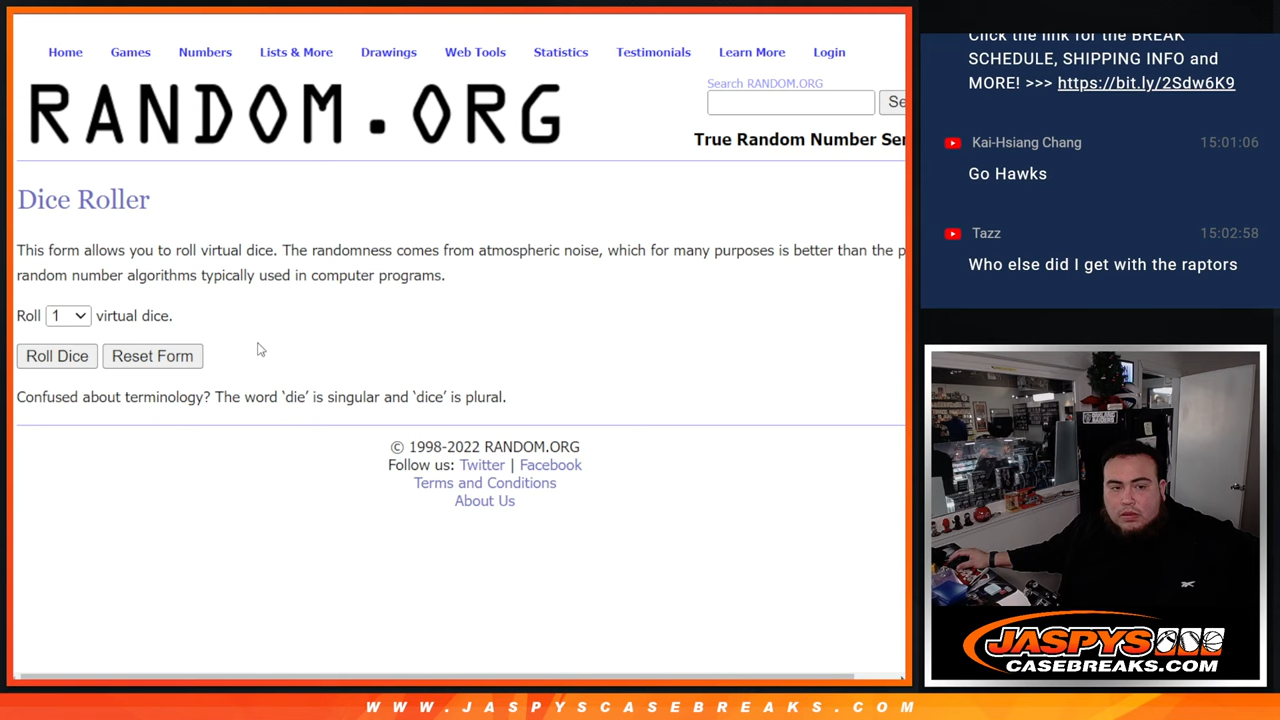 Home Games Numbers Lists & More Drawings Web Tools Statistics Testimonials Learn More Login
RANDOM.ORG
Search RANDOM.ORG
Se
True Random Number Ser
Dice Roller
This form allows you to roll virtual dice. The randomness comes from atmospheric noise, which for many purposes is better than the p
random number algorithms typically used in computer programs.
Roll 1 virtual dice.
Roll Dice Reset Form
Confused about terminology? The word ‘die’ is singular and ‘dice’ is plural.
© 1998-2022 RANDOM.ORG
Follow us: Twitter | Facebook
Terms and Conditions
About Us
Click the link for the BREAK
SCHEDULE, SHIPPING INFO and
MORE! >>> https://bit.ly/2Sdw6K9
Kai-Hsiang Chang 15:01:06
Go Hawks
Tazz 15:02:58
Who else did I get with the raptors
JASPYS
CASEBREAKS.COM
WWW.JASPYSCASEBREAKS.COM